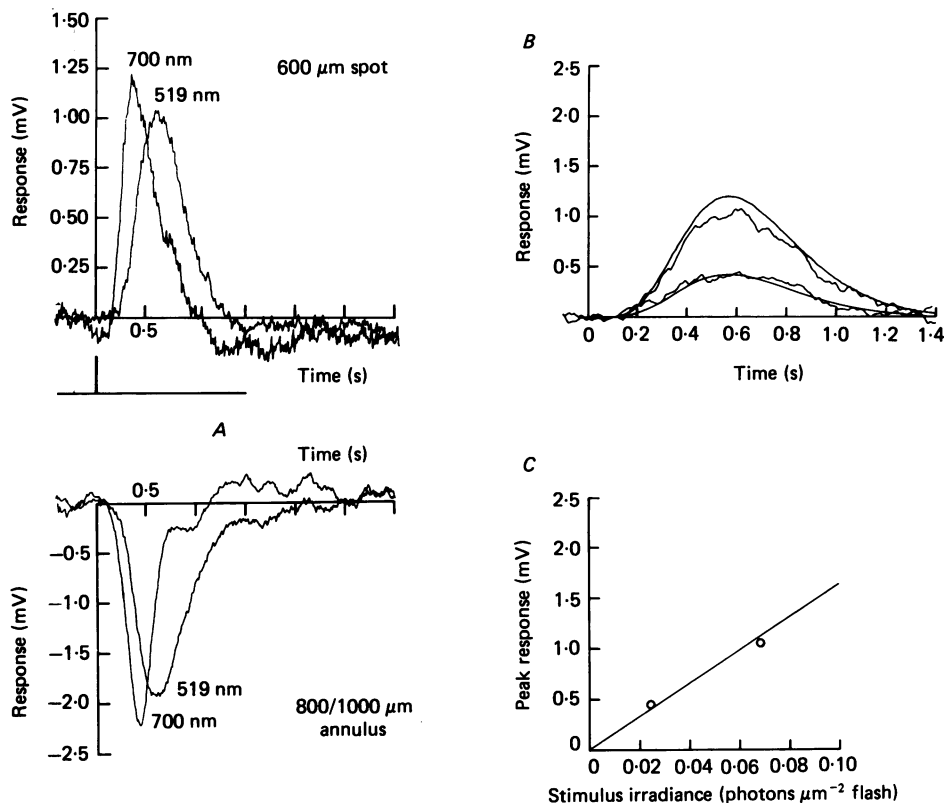 1·50
1·25
1·00
0·50
0·25
0·5
Response (mV)
700 nm
519 nm
600 μm spot
Time (s)
A
Time (s)
0·5
−0·5
−1·0
−1·5
−2·0
−2·5
Response (mV)
519 nm
700 nm
800/1000 μm
annulus
B
2·5
2·0
1·5
1·0
0·5
Response (mV)
0 0·2 0·4 0·6 0·8 1·0 1·2 1·4
Time (s)
C
2·5
2·0
1·5
1·0
0·5
0
Peak response (mV)
0 0·02 0·04 0·06 0·08 0·10
Stimulus irradiance (photons μm⁻² flash)